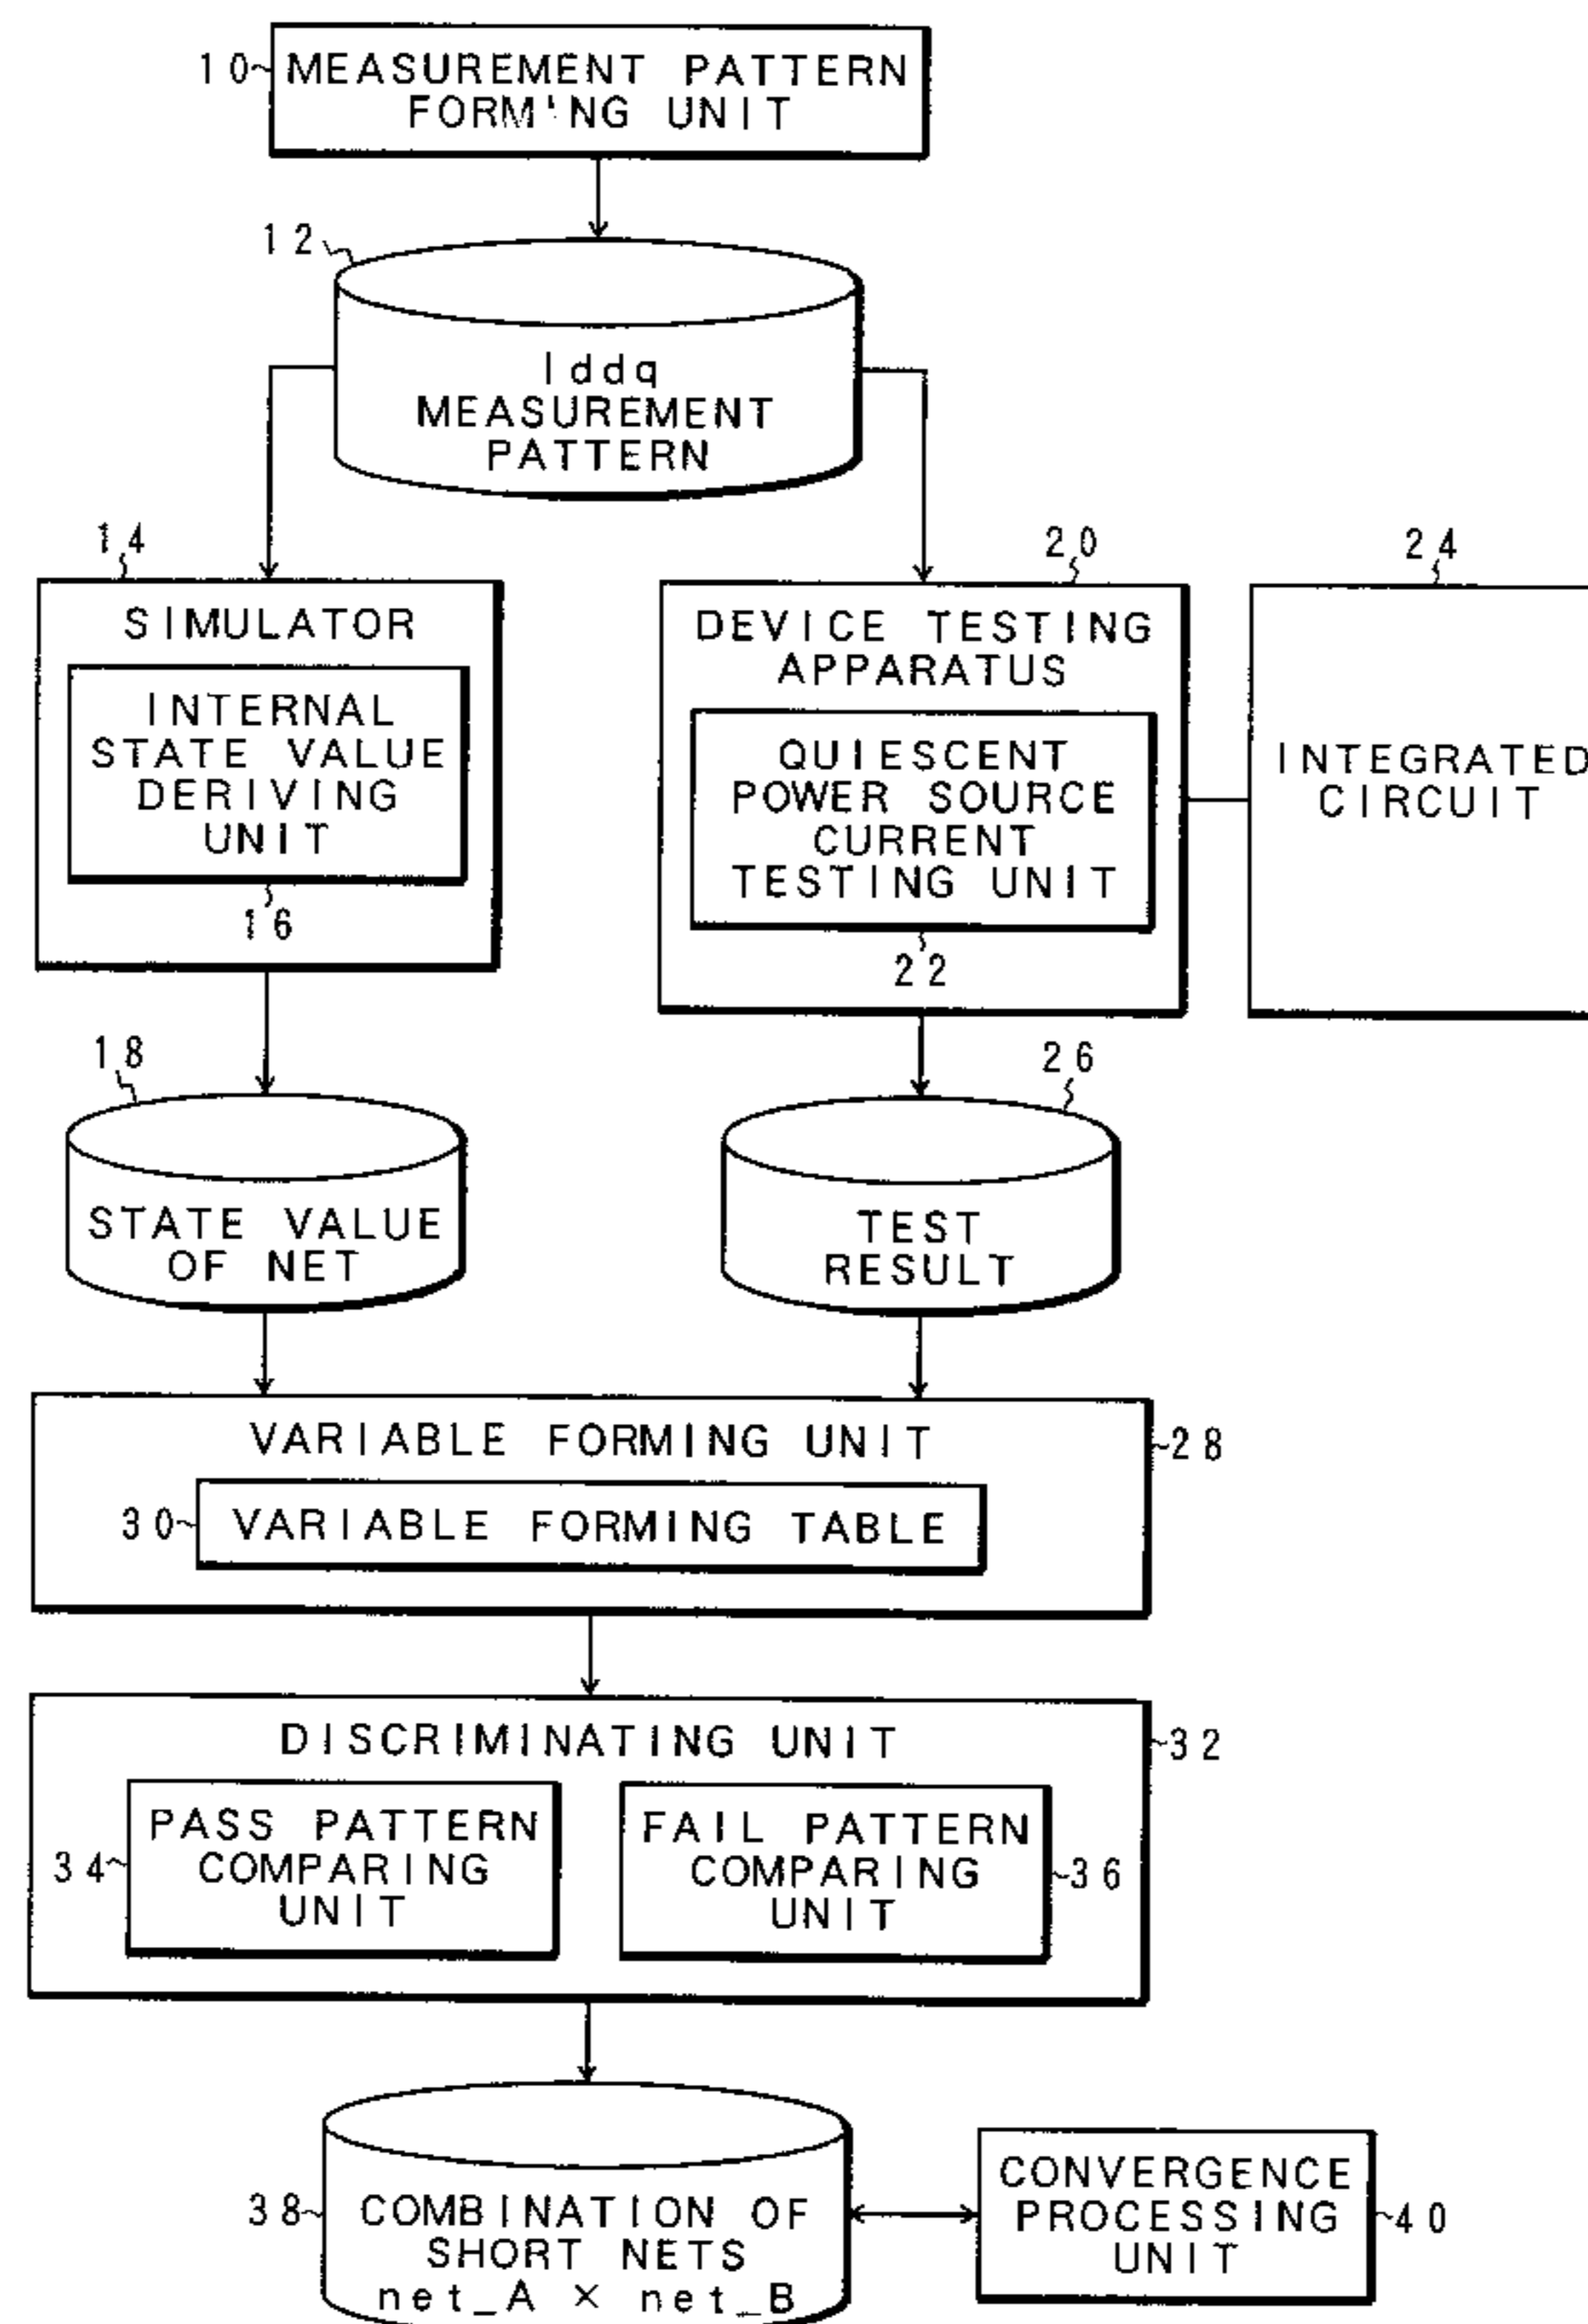 10
MEASUREMENT PATTERN
FORM'NG UNIT
12
Iddq
MEASUREMENT
PATTERN
14
SIMULATOR
INTERNAL
STATE VALUE
DERIVING
UNIT
16
20
DEVICE TESTING
APPARATUS
QUIESCENT
POWER SOURCE
CURRENT
TESTING UNIT
22
24
INTEGRATED
CIRCUIT
18
STATE VALUE
OF NET
26
TEST
RESULT
VARIABLE FORMING UNIT
28
30
VARIABLE FORMING TABLE
DISCRIMINATING UNIT
32
34
PASS PATTERN
COMPARING
UNIT
FAIL PATTERN
COMPARING
UNIT
36
38
COMBINATION OF
SHORT NETS
net_A × net_B
CONVERGENCE
PROCESSING
UNIT
40